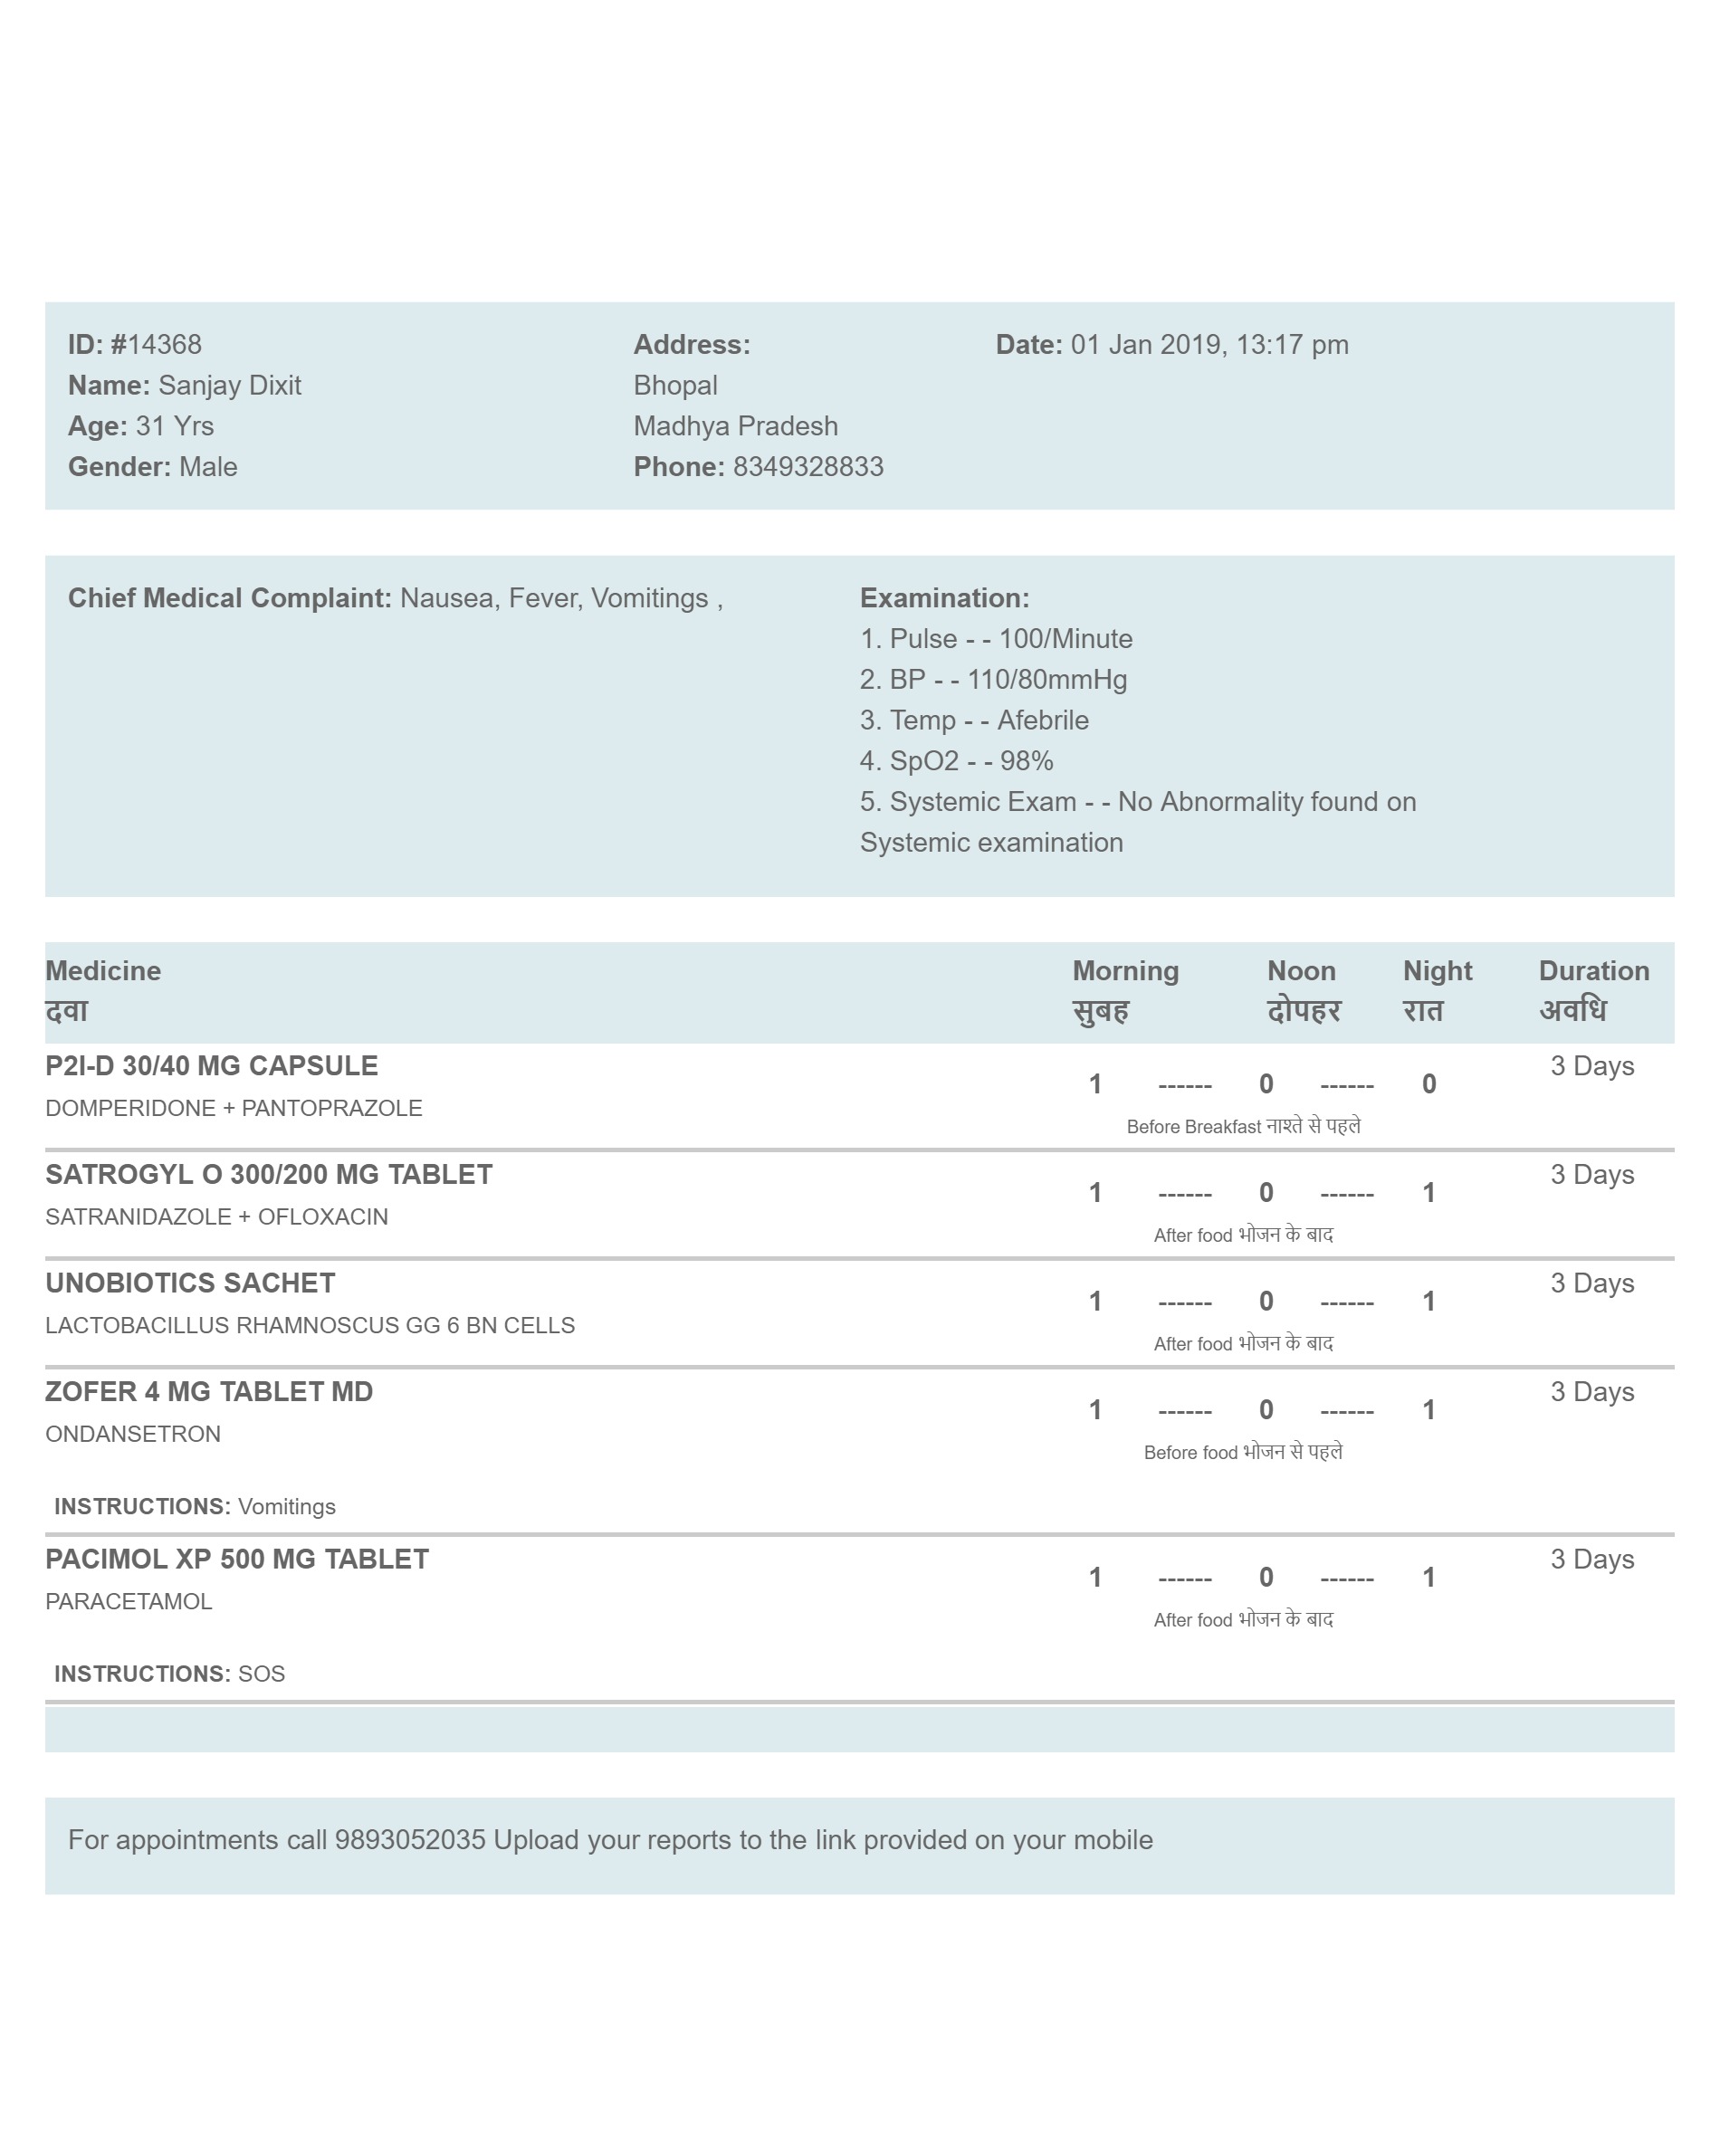 ID: #14368
Name: Sanjay Dixit
Age: 31 Yrs
Gender: Male
Address:
Bhopal
Madhya Pradesh
Phone: 8349328833
Date: 01 Jan 2019, 13:17 pm
Chief Medical Complaint: Nausea, Fever, Vomitings ,
Examination:
1. Pulse - - 100/Minute
2. BP - - 110/80mmHg
3. Temp - - Afebrile
4. SpO2 - - 98%
5. Systemic Exam - - No Abnormality found on
Systemic examination
Medicine Morning Noon Night Duration
दवा सुबह दोपहर रात अवधि
P2I-D 30/40 MG CAPSULE 1 ------ 0 ------ 0 3 Days
DOMPERIDONE + PANTOPRAZOLE Before Breakfast नाश्ते से पहले
SATROGYL O 300/200 MG TABLET 1 ------ 0 ------ 1 3 Days
SATRANIDAZOLE + OFLOXACIN After food भोजन के बाद
UNOBIOTICS SACHET 1 ------ 0 ------ 1 3 Days
LACTOBACILLUS RHAMNOSCUS GG 6 BN CELLS After food भोजन के बाद
ZOFER 4 MG TABLET MD 1 ------ 0 ------ 1 3 Days
ONDANSETRON Before food भोजन से पहले
INSTRUCTIONS: Vomitings
PACIMOL XP 500 MG TABLET 1 ------ 0 ------ 1 3 Days
PARACETAMOL After food भोजन के बाद
INSTRUCTIONS: SOS
For appointments call 9893052035 Upload your reports to the link provided on your mobile